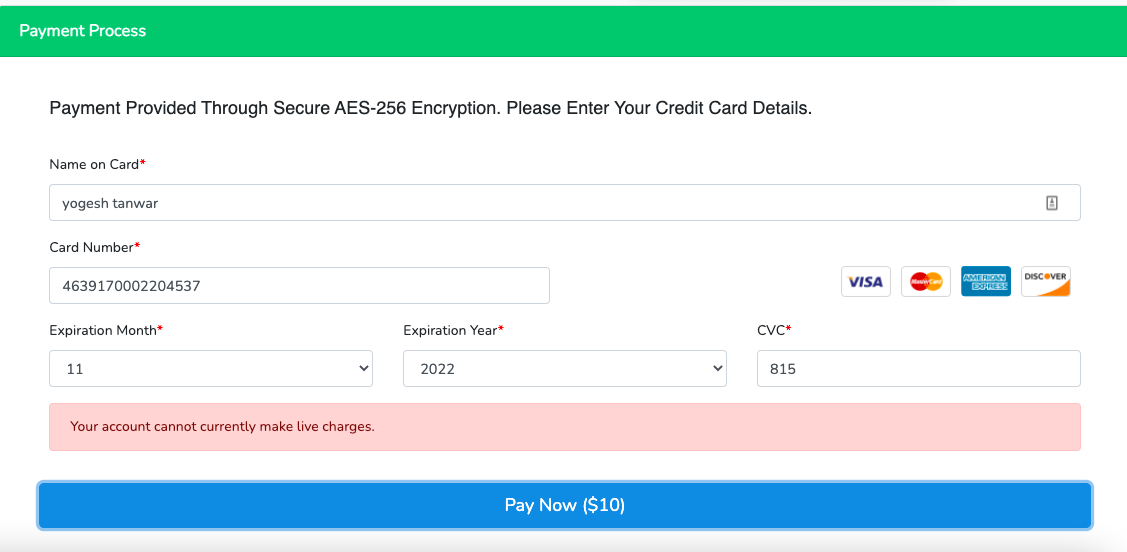 Payment Process
Payment Provided Through Secure AES-256 Encryption. Please Enter Your Credit Card Details.
Name on Card*
yogesh tanwar
Card Number*
4639170002204537
VISA MasterCard AMERICAN EXPRESS DISCOVER
Expiration Month* Expiration Year* CVC*
11 2022 815
Your account cannot currently make live charges.
Pay Now ($10)